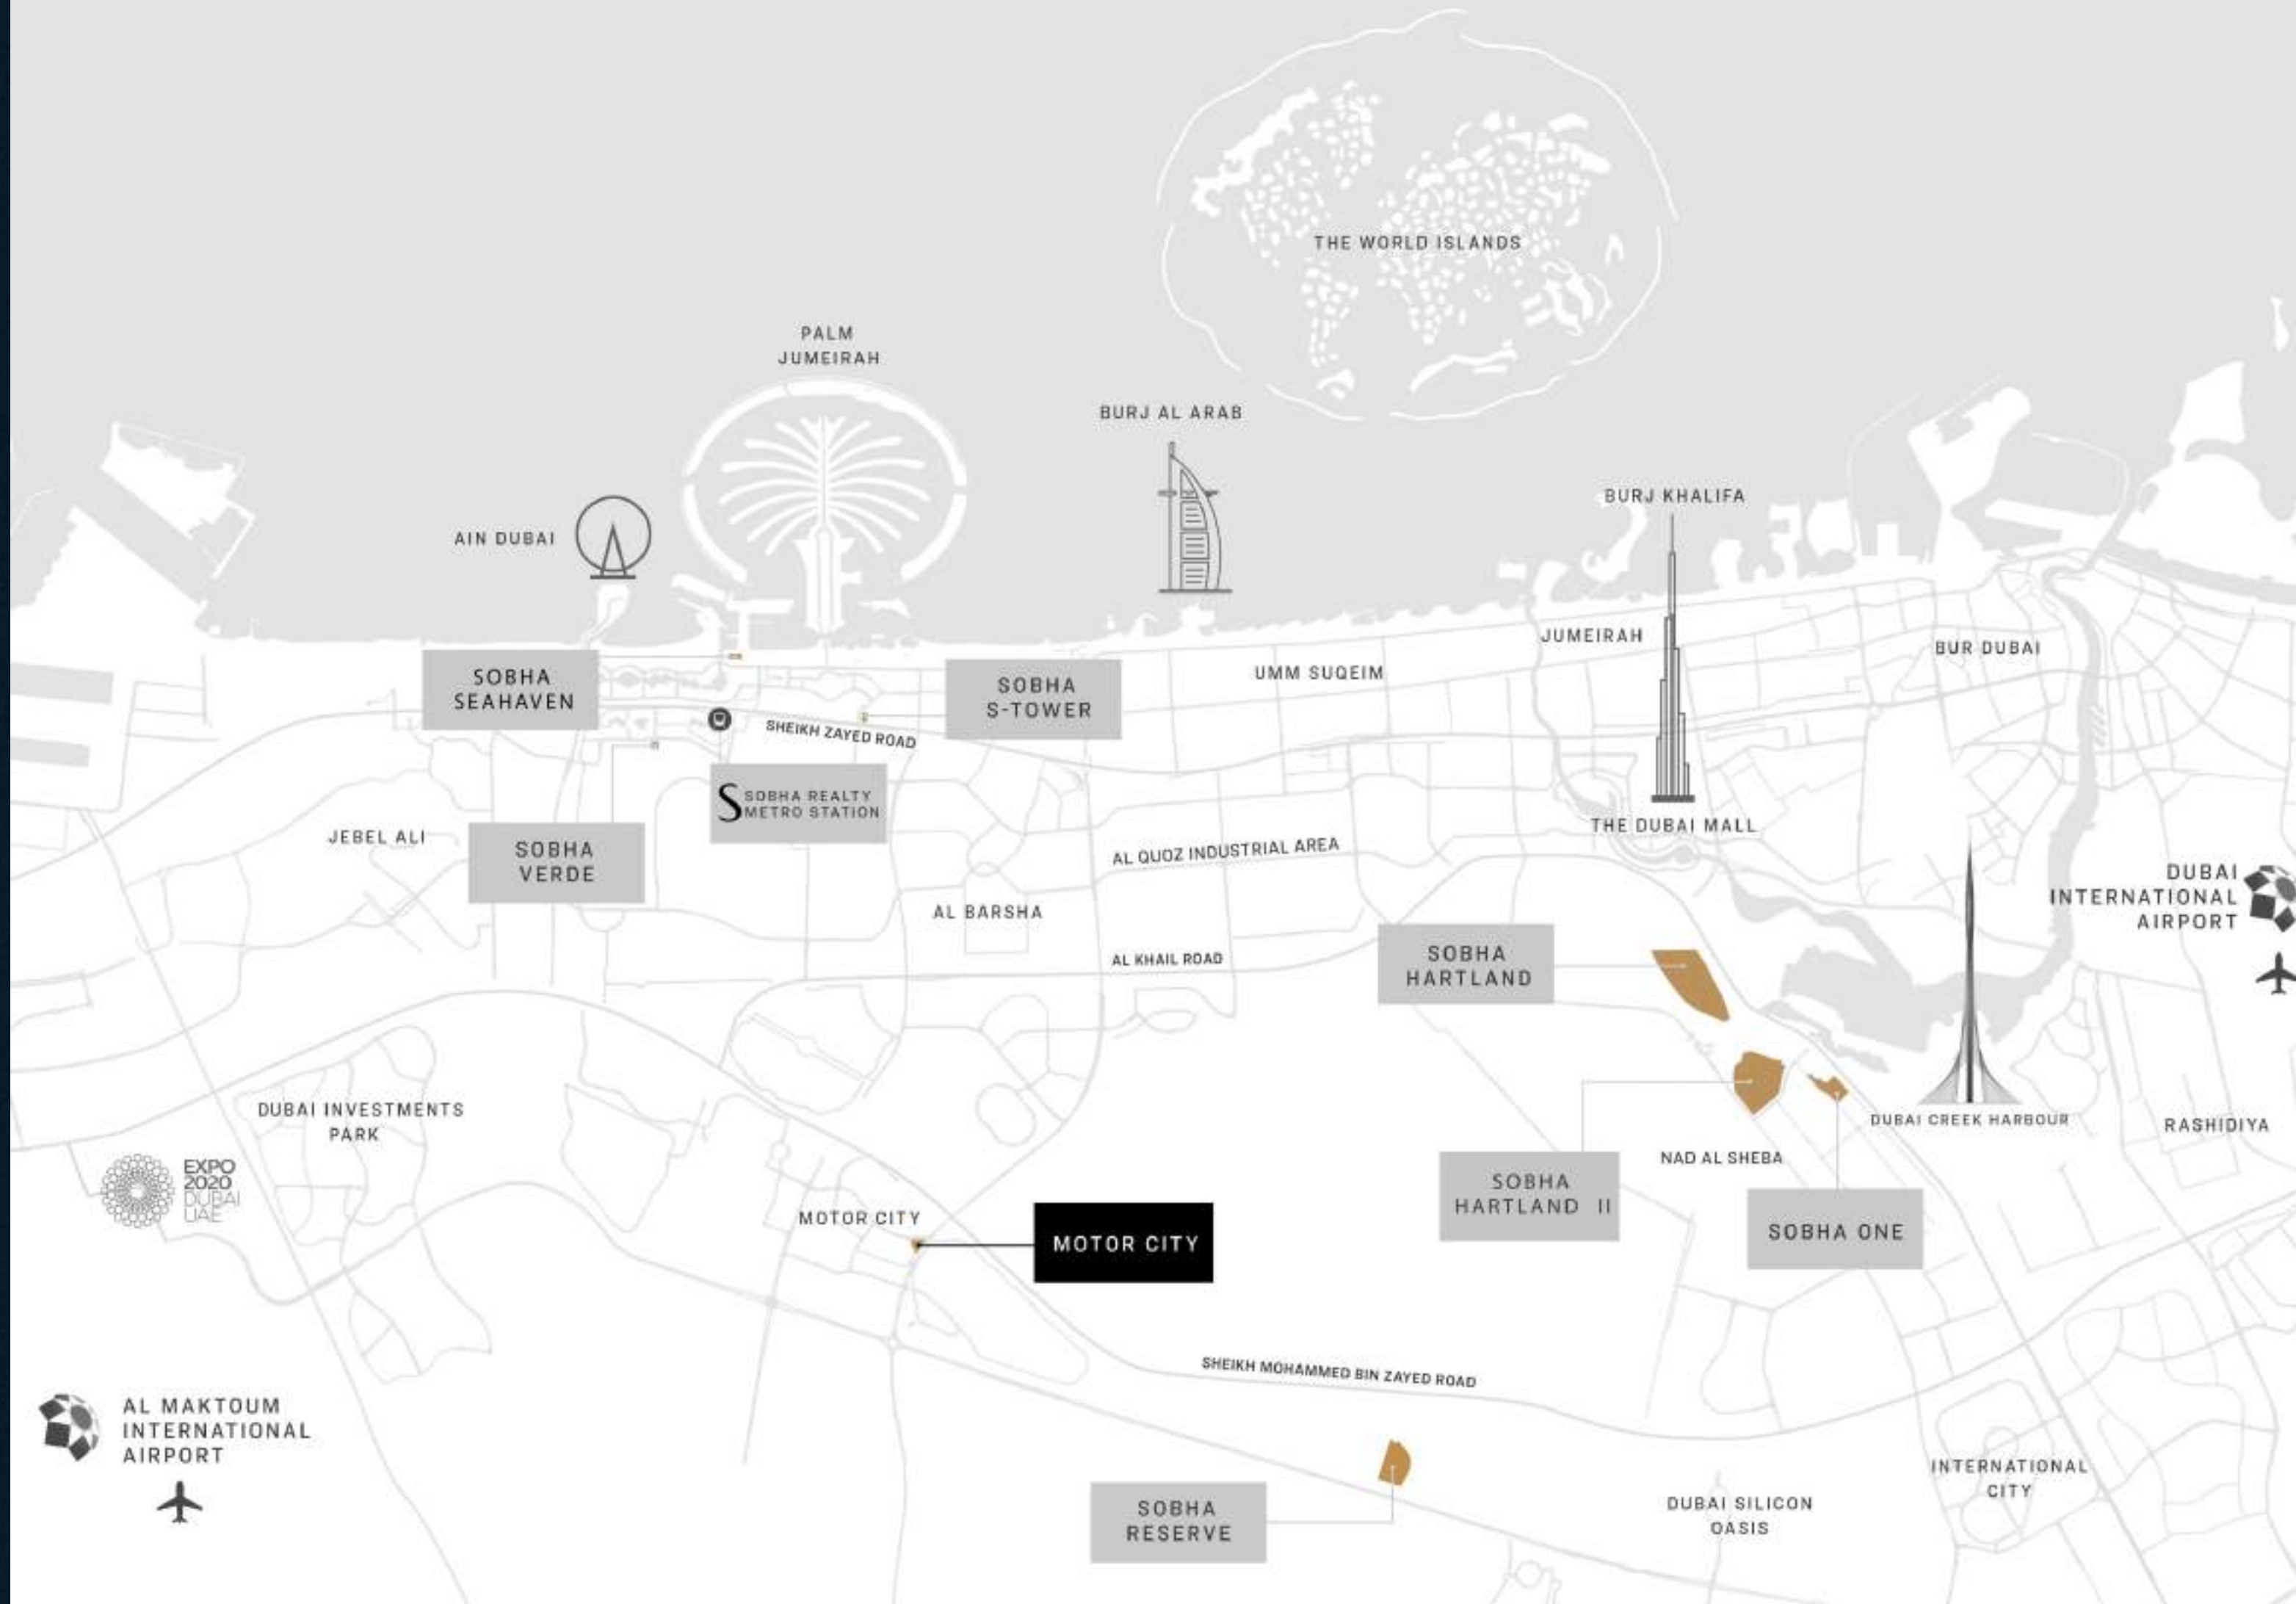 THE WORLD ISLANDS
PALM
JUMEIRAH
BURJ AL ARAB
BURJ KHALIFA
AIN DUBAI
JUMEIRAH
BUR DUBAI
SOBHA
SEAHAVEN
SOBHA
S-TOWER
UMM SUQEIM
SHEIKH ZAYED ROAD
S SOBHA REALTY
METRO STATION
JEBEL ALI
SOBHA
VERDE
THE DUBAI MALL
AL QUOZ INDUSTRIAL AREA
DUBAI
INTERNATIONAL
AIRPORT
AL BARSHA
AL KHAIL ROAD
SOBHA
HARTLAND
DUBAI INVESTMENTS
PARK
DUBAI CREEK HARBOUR
RASHIDIYA
EXPO
2020
DUBAI
UAE
NAD AL SHEBA
SOBHA
HARTLAND II
MOTOR CITY
MOTOR CITY
SOBHA ONE
SHEIKH MOHAMMED BIN ZAYED ROAD
AL MAKTOUM
INTERNATIONAL
AIRPORT
INTERNATIONAL
CITY
SOBHA
RESERVE
DUBAI SILICON
OASIS